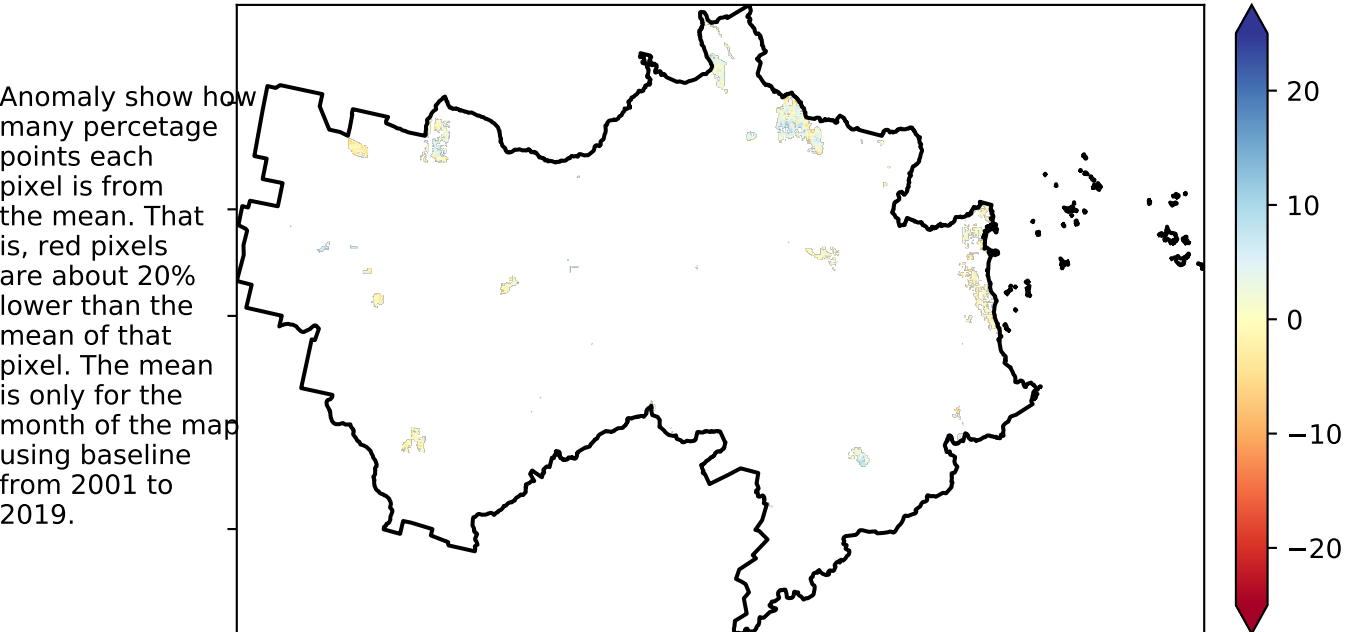 Anomaly show how
many percetage
points each
pixel is from
the mean. That
is, red pixels
are about 20%
lower than the
mean of that
pixel. The mean
is only for the
month of the map
using baseline
from 2001 to
2019.
20
10
0
−10
−20